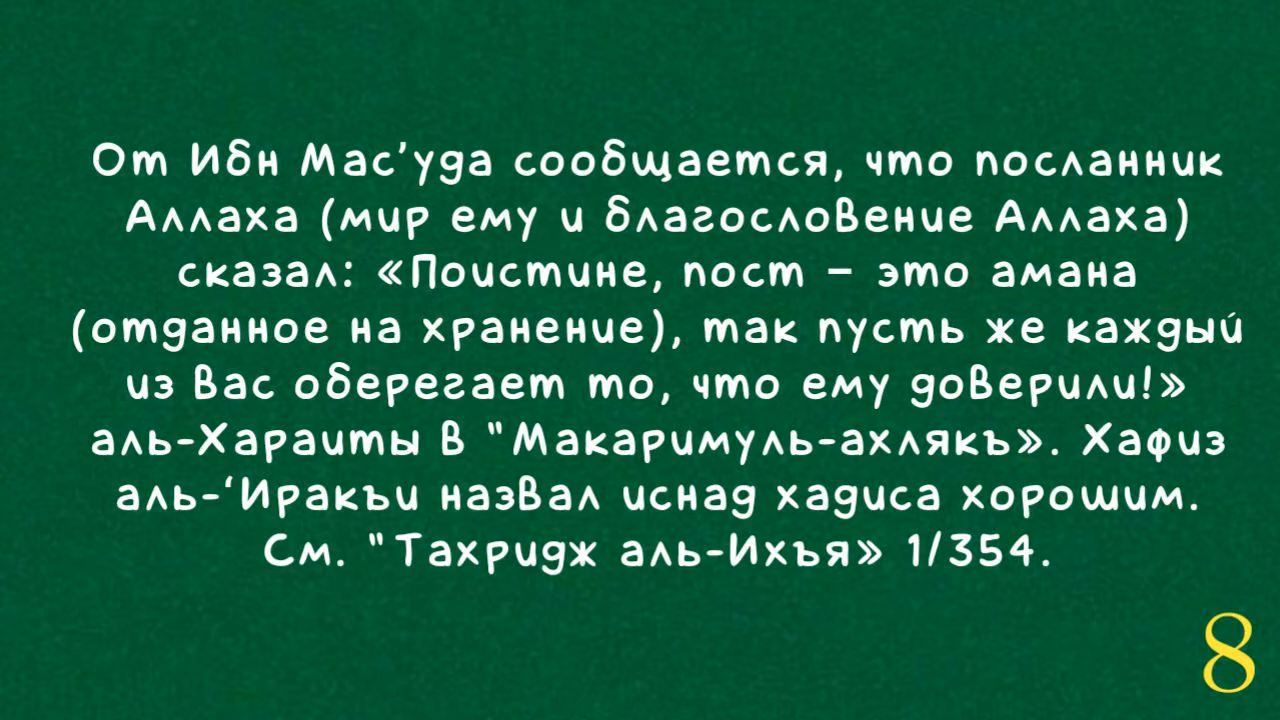 От Ибн Мас’уда сообщается, что посланник
Аллаха (мир ему и благословение Аллаха)
сказал: «Поистине, пост – это амана
(отданное на хранение), так пусть же каждый
из вас оберегает то, что ему доверили!»
аль-Хараиты в "Макаримуль-ахлякъ». Хафиз
аль-‘Иракъи назвал иснад хадиса хорошим.
См. "Тахридж аль-Ихъя» 1/354.
8